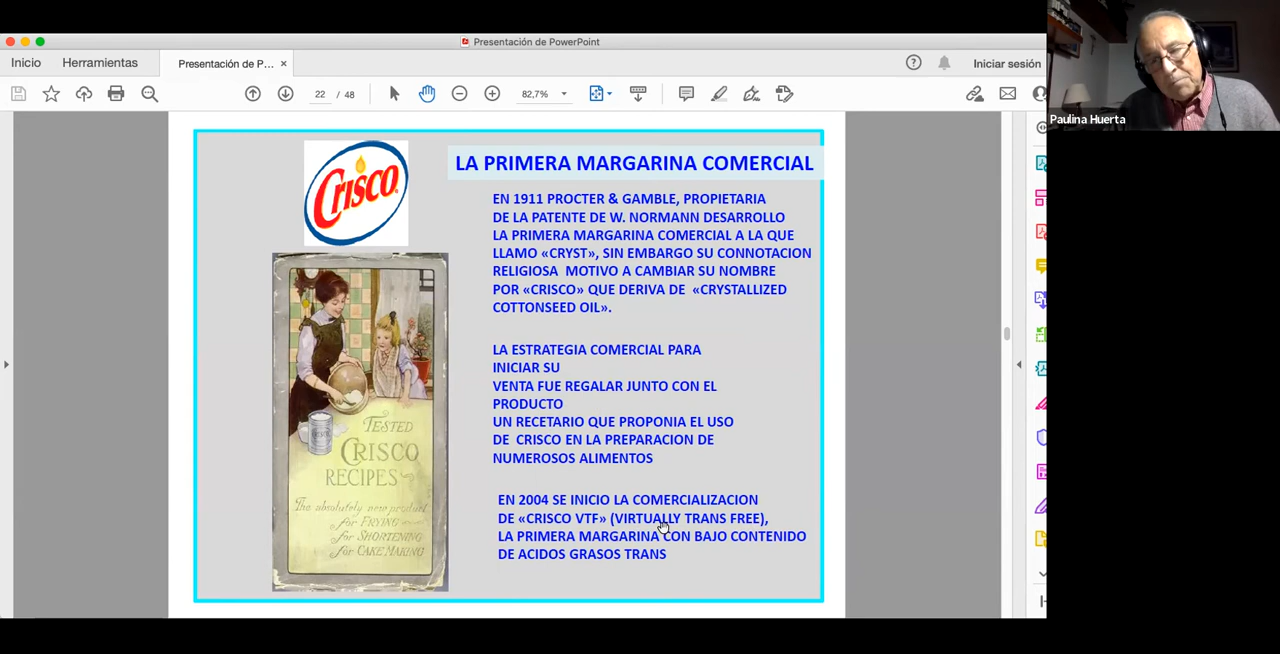 Presentación de PowerPoint
Inicio
Herramientas
Presentación de P... ×
Iniciar sesión
22 / 48
82,7%
Paulina Huerta
Crisco
LA PRIMERA MARGARINA COMERCIAL
EN 1911 PROCTER & GAMBLE, PROPIETARIA
DE LA PATENTE DE W. NORMANN DESARROLLO
LA PRIMERA MARGARINA COMERCIAL A LA QUE
LLAMO «CRYST», SIN EMBARGO SU CONNOTACION
RELIGIOSA MOTIVO A CAMBIAR SU NOMBRE
POR «CRISCO» QUE DERIVA DE «CRYSTALLIZED
COTTONSEED OIL».
LA ESTRATEGIA COMERCIAL PARA
INICIAR SU
VENTA FUE REGALAR JUNTO CON EL
PRODUCTO
UN RECETARIO QUE PROPONIA EL USO
DE CRISCO EN LA PREPARACION DE
NUMEROSOS ALIMENTOS
EN 2004 SE INICIO LA COMERCIALIZACION
DE «CRISCO VTF» (VIRTUALLY TRANS FREE),
LA PRIMERA MARGARINA CON BAJO CONTENIDO
DE ACIDOS GRASOS TRANS
TESTED
CRISCO
RECIPES
The absolutely new product
for FRYING
for SHORTENING
for CAKE MAKING